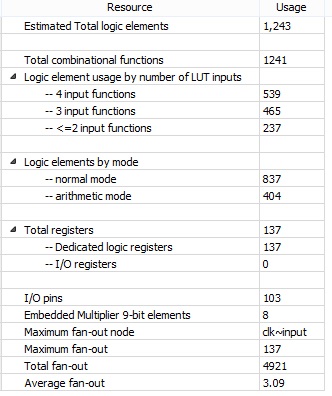 Resource Usage
Estimated Total logic elements 1,243
Total combinational functions 1241
Logic element usage by number of LUT inputs
-- 4 input functions 539
-- 3 input functions 465
-- <=2 input functions 237
Logic elements by mode
-- normal mode 837
-- arithmetic mode 404
Total registers 137
-- Dedicated logic registers 137
-- I/O registers 0
I/O pins 103
Embedded Multiplier 9-bit elements 8
Maximum fan-out node clk~input
Maximum fan-out 137
Total fan-out 4921
Average fan-out 3.09